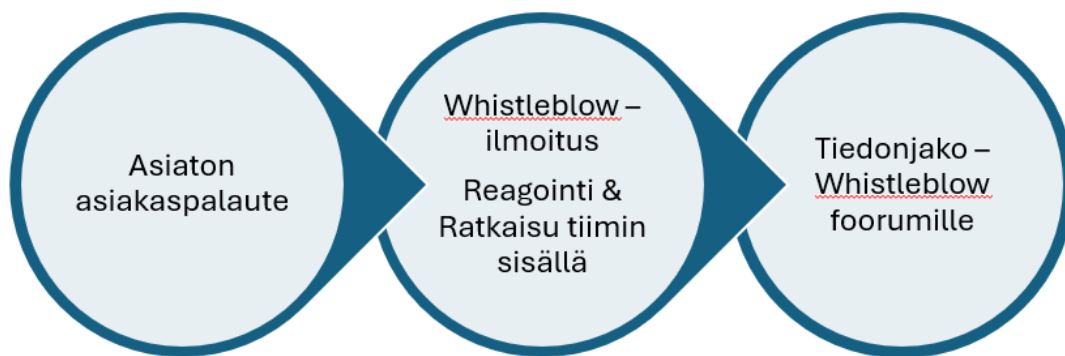 Asiaton
asiakaspalaute
Whistleblow –
ilmoitus
Reagointi &
Ratkaisu tiimin
sisällä
Tiedonjako –
Whistleblow
foorumille